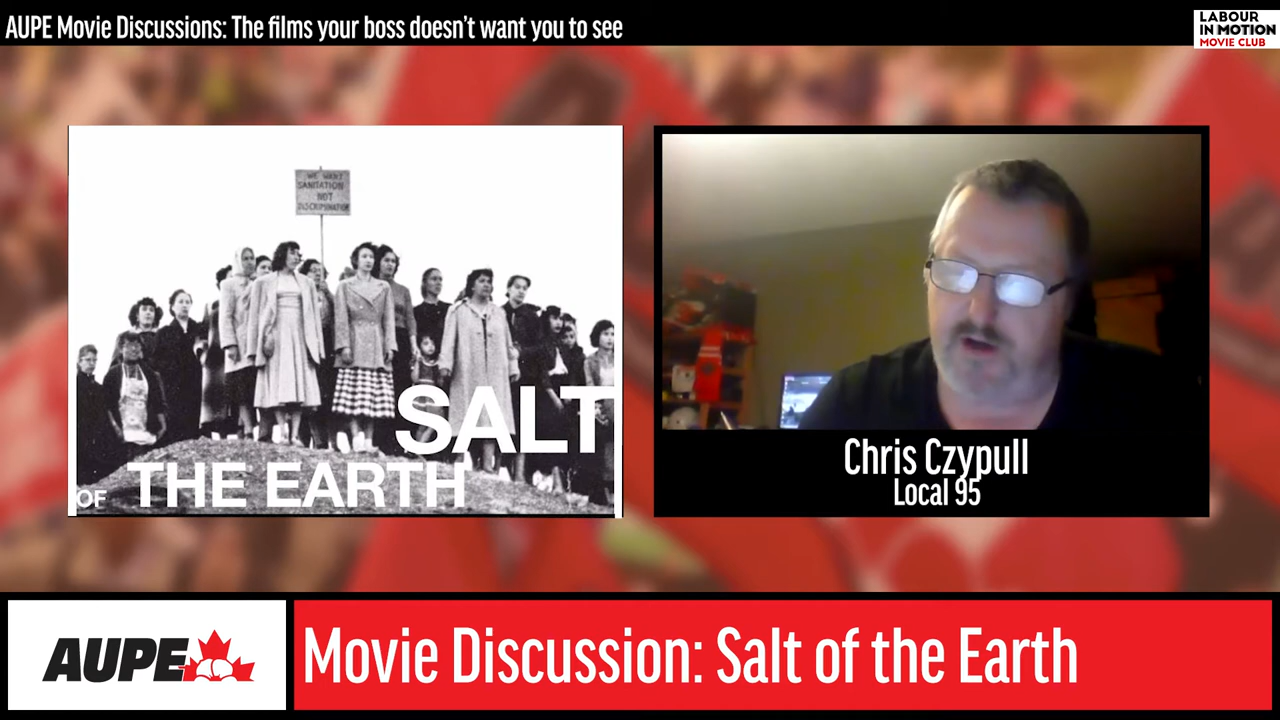 AUPE Movie Discussions: The films your boss doesn't want you to see
LABOUR
IN MOTION
MOVIE CLUB
WE WANT
SANITATION
NOT
DISCRIMINATION
SALT
OF THE EARTH
Chris Czypull
Local 95
AUPE
Movie Discussion: Salt of the Earth